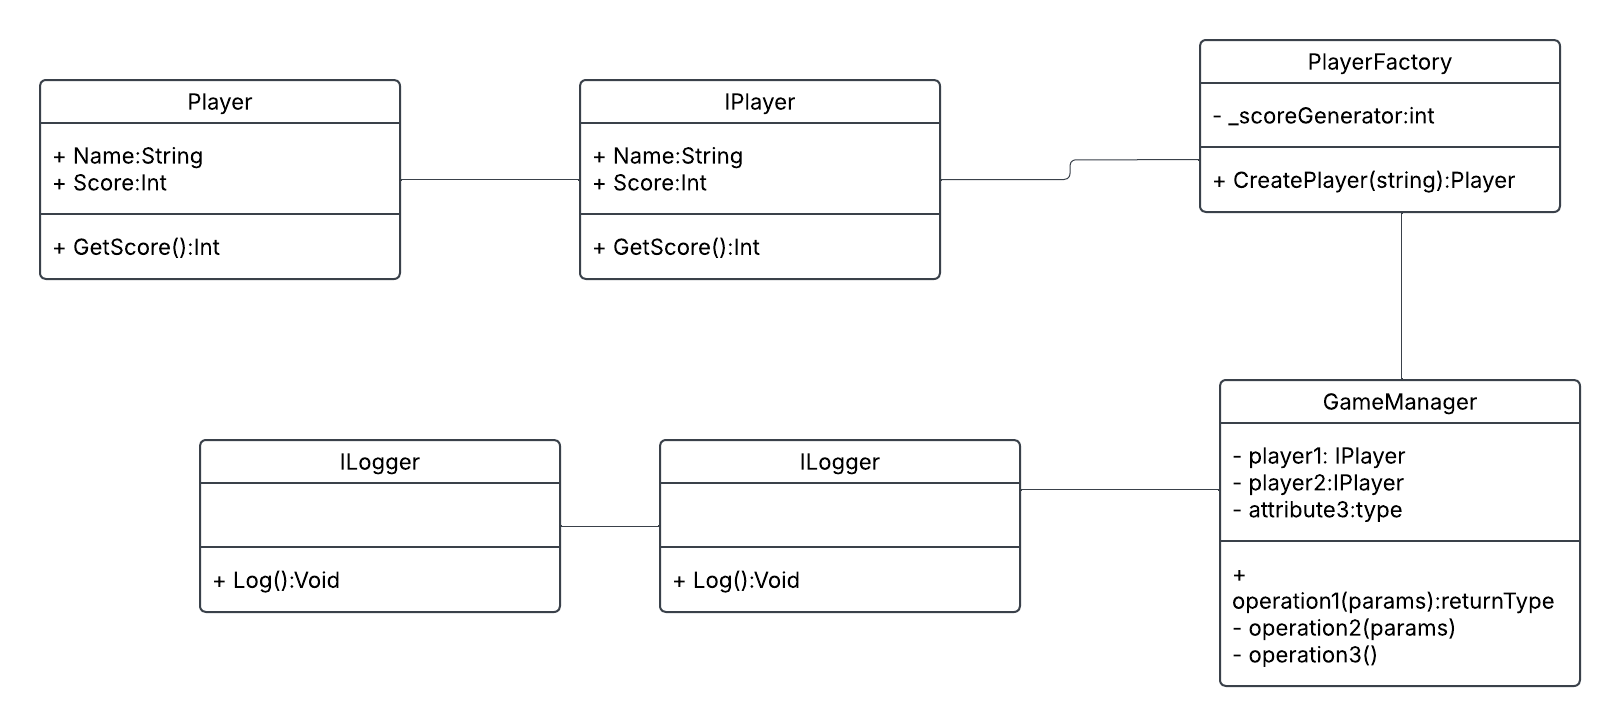 Player
+ Name:String
+ Score:Int
+ GetScore():Int
IPlayer
+ Name:String
+ Score:Int
+ GetScore():Int
PlayerFactory
- _scoreGenerator:int
+ CreatePlayer(string):Player
ILogger
+ Log():Void
ILogger
+ Log():Void
GameManager
- player1: IPlayer
- player2:IPlayer
- attribute3:type
+
operation1(params):returnType
- operation2(params)
- operation3()